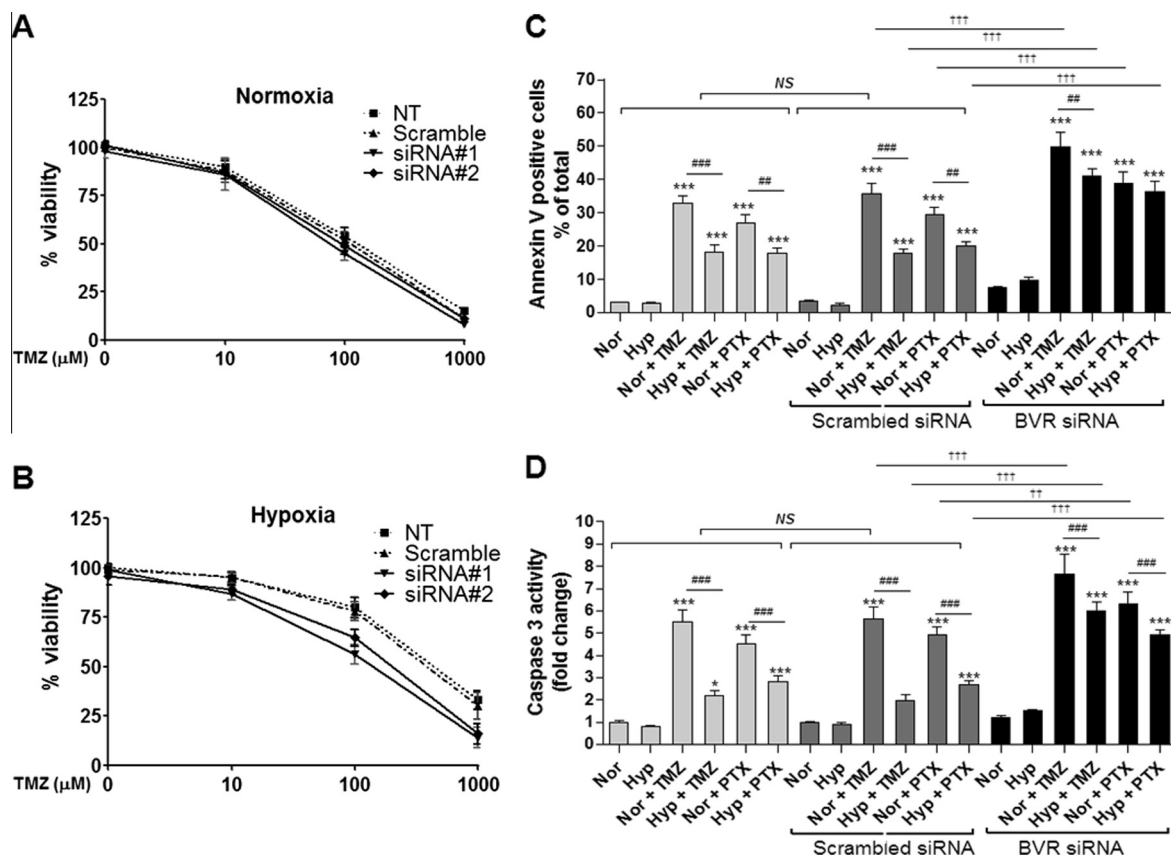 A
Normoxia
NT
Scramble
siRNA#1
siRNA#2
% viability
125
100
75
50
25
0
TMZ (µM)
0
10
100
1000
B
Hypoxia
NT
Scramble
siRNA#1
siRNA#2
% viability
125
100
75
50
25
0
TMZ (µM)
0
10
100
1000
C
†††
†††
†††
†††
NS
##
###
##
###
##
*** *** *** ***
*** *** *** ***
*** *** *** ***
Annexin V positive cells
% of total
70
60
50
40
30
20
10
0
Nor
Hyp
Nor + TMZ
Hyp + TMZ
Nor + PTX
Hyp + PTX
Nor
Hyp
Nor + TMZ
Hyp + TMZ
Nor + PTX
Hyp + PTX
Nor
Hyp
Nor + TMZ
Hyp + TMZ
Nor + PTX
Hyp + PTX
Scrambled siRNA
BVR siRNA
D
†††
†††
††
†††
NS
###
###
###
###
###
###
*** * *** ***
*** *** ***
*** *** *** ***
Caspase 3 activity
(fold change)
10
9
8
7
6
5
4
3
2
1
0
Nor
Hyp
Nor + TMZ
Hyp + TMZ
Nor + PTX
Hyp + PTX
Nor
Hyp
Nor + TMZ
Hyp + TMZ
Nor + PTX
Hyp + PTX
Nor
Hyp
Nor + TMZ
Hyp + TMZ
Nor + PTX
Hyp + PTX
Scrambled siRNA
BVR siRNA